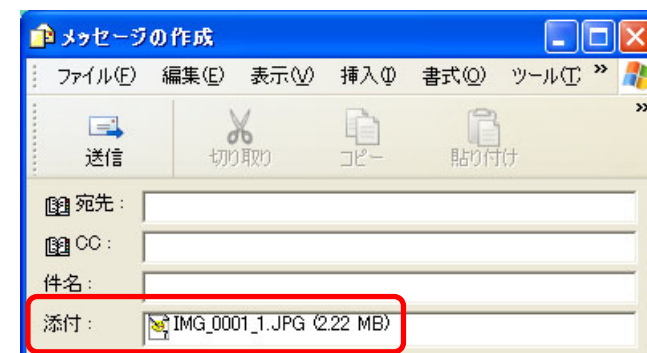 メッセージの作成
ファイル(F) 編集(E) 表示(V) 挿入(I) 書式(O) ツール(T) »
»
送信 切り取り コピー 貼り付け
宛先:
CC:
件名:
添付: IMG_0001_1.JPG (2.22 MB)